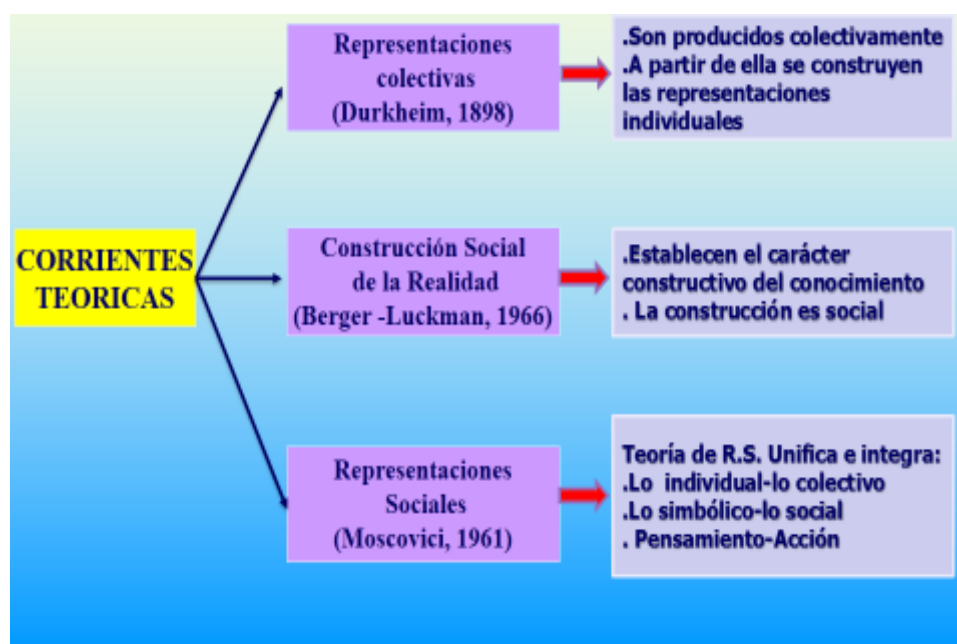 Representaciones
colectivas
(Durkheim, 1898)
.Son producidos colectivamente
.A partir de ella se construyen
las representaciones
individuales
CORRIENTES
TEORICAS
Construcción Social
de la Realidad
(Berger -Luckman, 1966)
.Establecen el carácter
constructivo del conocimiento
. La construcción es social
Representaciones
Sociales
(Moscovici, 1961)
Teoría de R.S. Unifica e integra:
.Lo individual-lo colectivo
.Lo simbólico-lo social
. Pensamiento-Acción